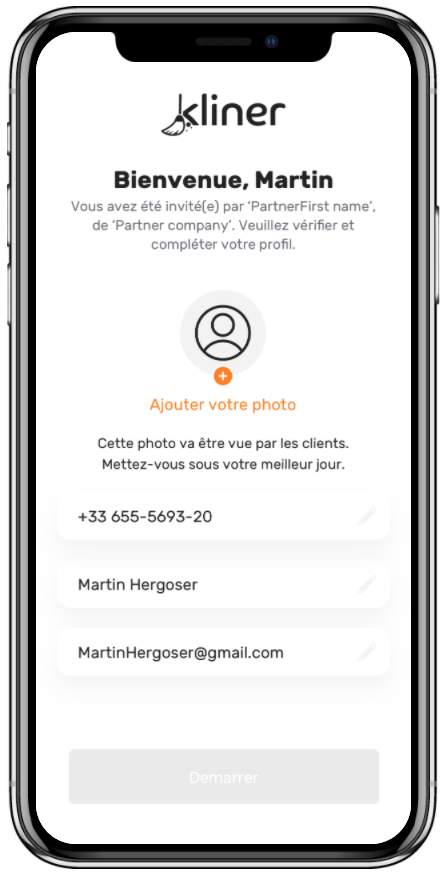 kliner
Bienvenue, Martin
Vous avez été invité(e) par ‘PartnerFirst name’,
de ‘Partner company’. Veuillez vérifier et
compléter votre profil.
Ajouter votre photo
Cette photo va être vue par les clients.
Mettez-vous sous votre meilleur jour.
+33 655-5693-20
Martin Hergoser
MartinHergoser@gmail.com
Demarrer